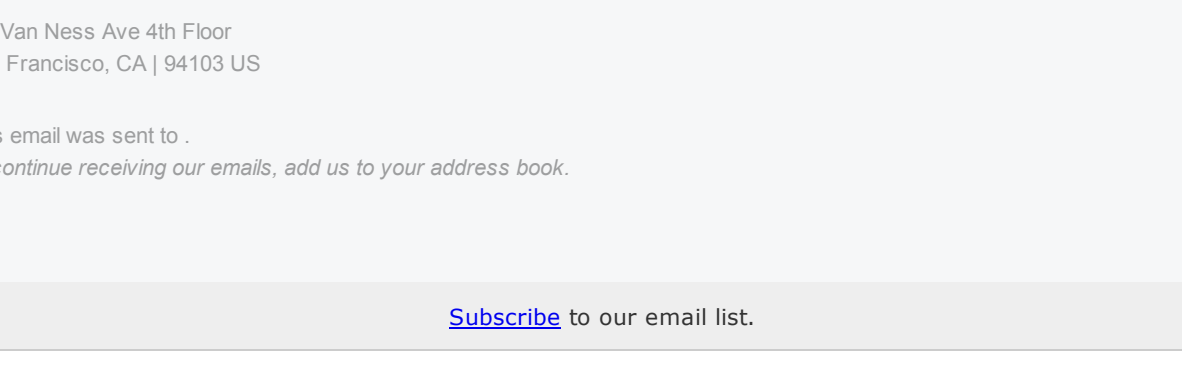 Van Ness Ave 4th Floor
Francisco, CA | 94103 US
s email was sent to .
continue receiving our emails, add us to your address book.
Subscribe to our email list.